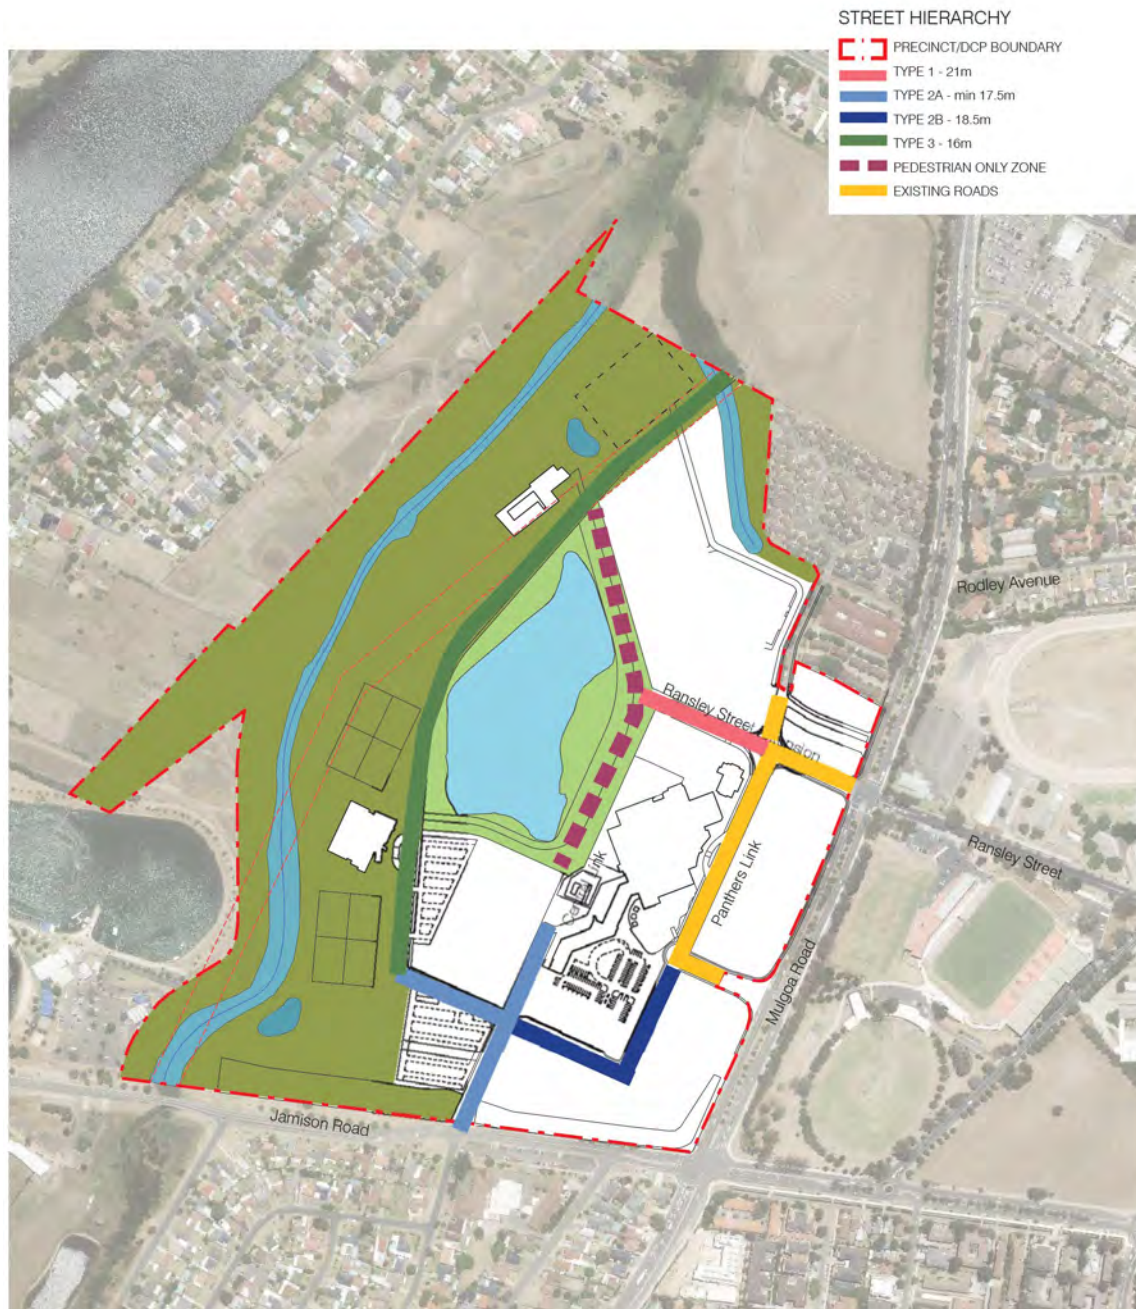 STREET HIERARCHY
PRECINCT/DCP BOUNDARY
TYPE 1 - 21m
TYPE 2A - min 17.5m
TYPE 2B - 18.5m
TYPE 3 - 16m
PEDESTRIAN ONLY ZONE
EXISTING ROADS
Rodley Avenue
Ransley Street
Ransley Street
Panthers Link
Mulgoa Road
Jamison Road